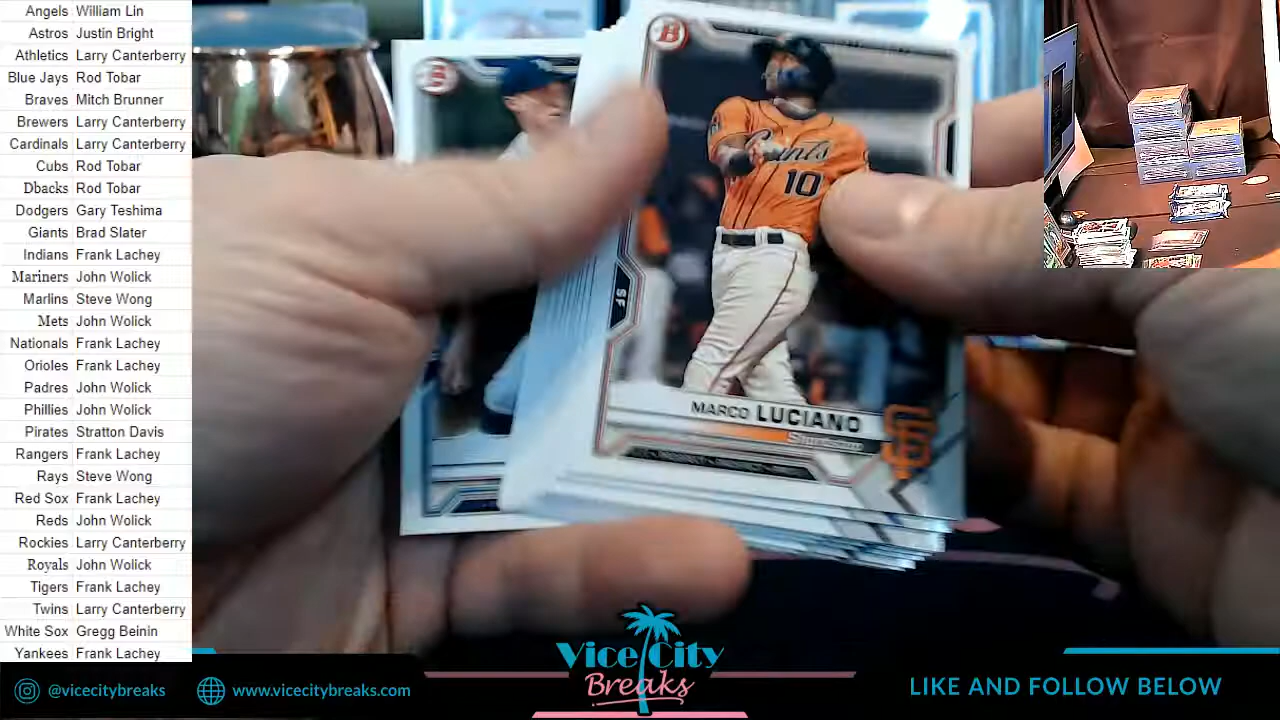 Angels William Lin
Astros Justin Bright
Athletics Larry Canterberry
Blue Jays Rod Tobar
Braves Mitch Brunner
Brewers Larry Canterberry
Cardinals Larry Canterberry
Cubs Rod Tobar
Dbacks Rod Tobar
Dodgers Gary Teshima
Giants Brad Slater
Indians Frank Lachey
Mariners John Wolick
Marlins Steve Wong
Mets John Wolick
Nationals Frank Lachey
Orioles Frank Lachey
Padres John Wolick
Phillies John Wolick
Pirates Stratton Davis
Rangers Frank Lachey
Rays Steve Wong
Red Sox Frank Lachey
Reds John Wolick
Rockies Larry Canterberry
Royals John Wolick
Tigers Frank Lachey
Twins Larry Canterberry
White Sox Gregg Beinin
Yankees Frank Lachey
B
B
Giants
10
SF
MARCO LUCIANO
SF
@vicecitybreaks
www.vicecitybreaks.com
Vice City
Breaks
LIKE AND FOLLOW BELOW